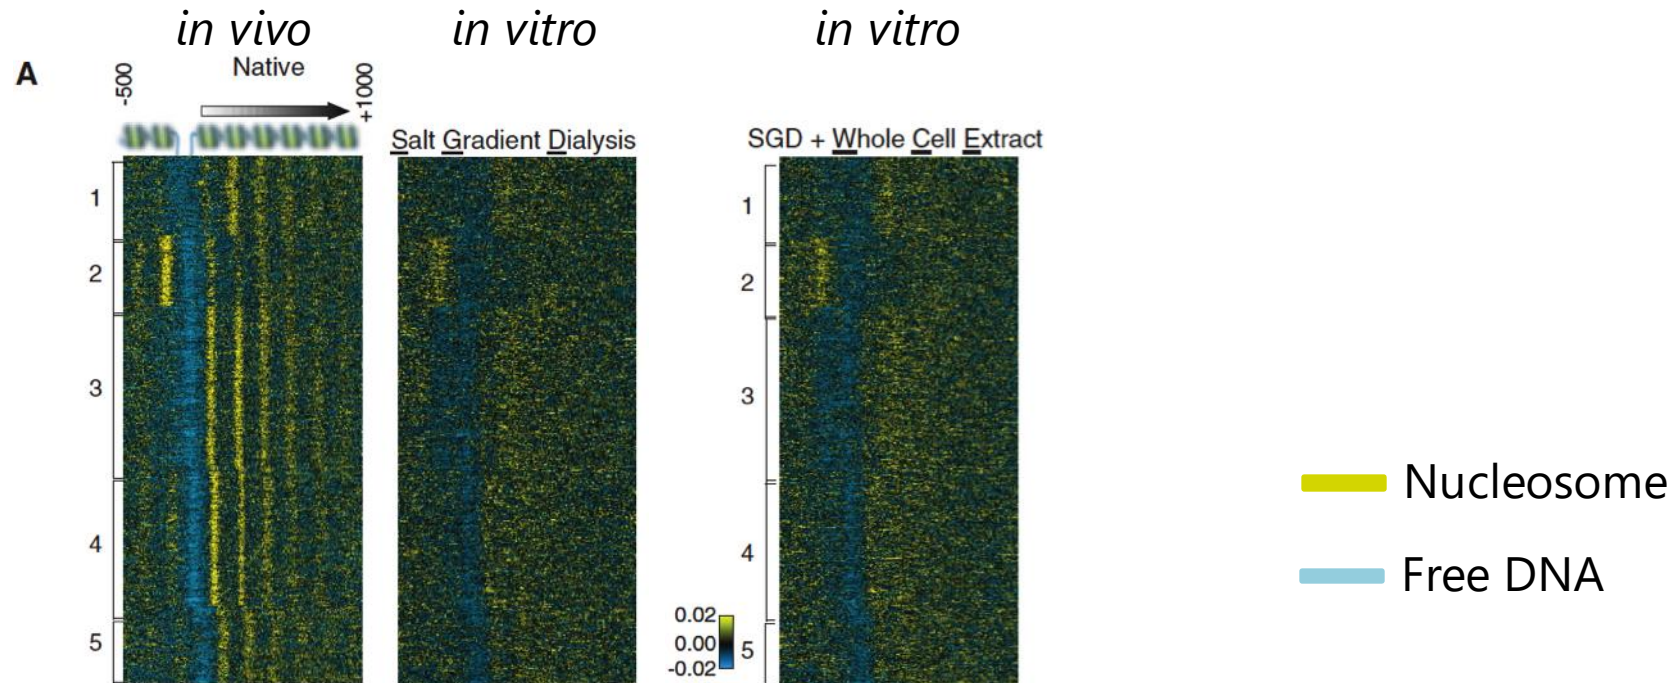 in vivo
in vitro
in vitro
A
-500
Native
+1000
Salt Gradient Dialysis
SGD + Whole Cell Extract
1
2
3
4
5
1
2
3
4
5
0.02
0.00
-0.02
Nucleosome
Free DNA